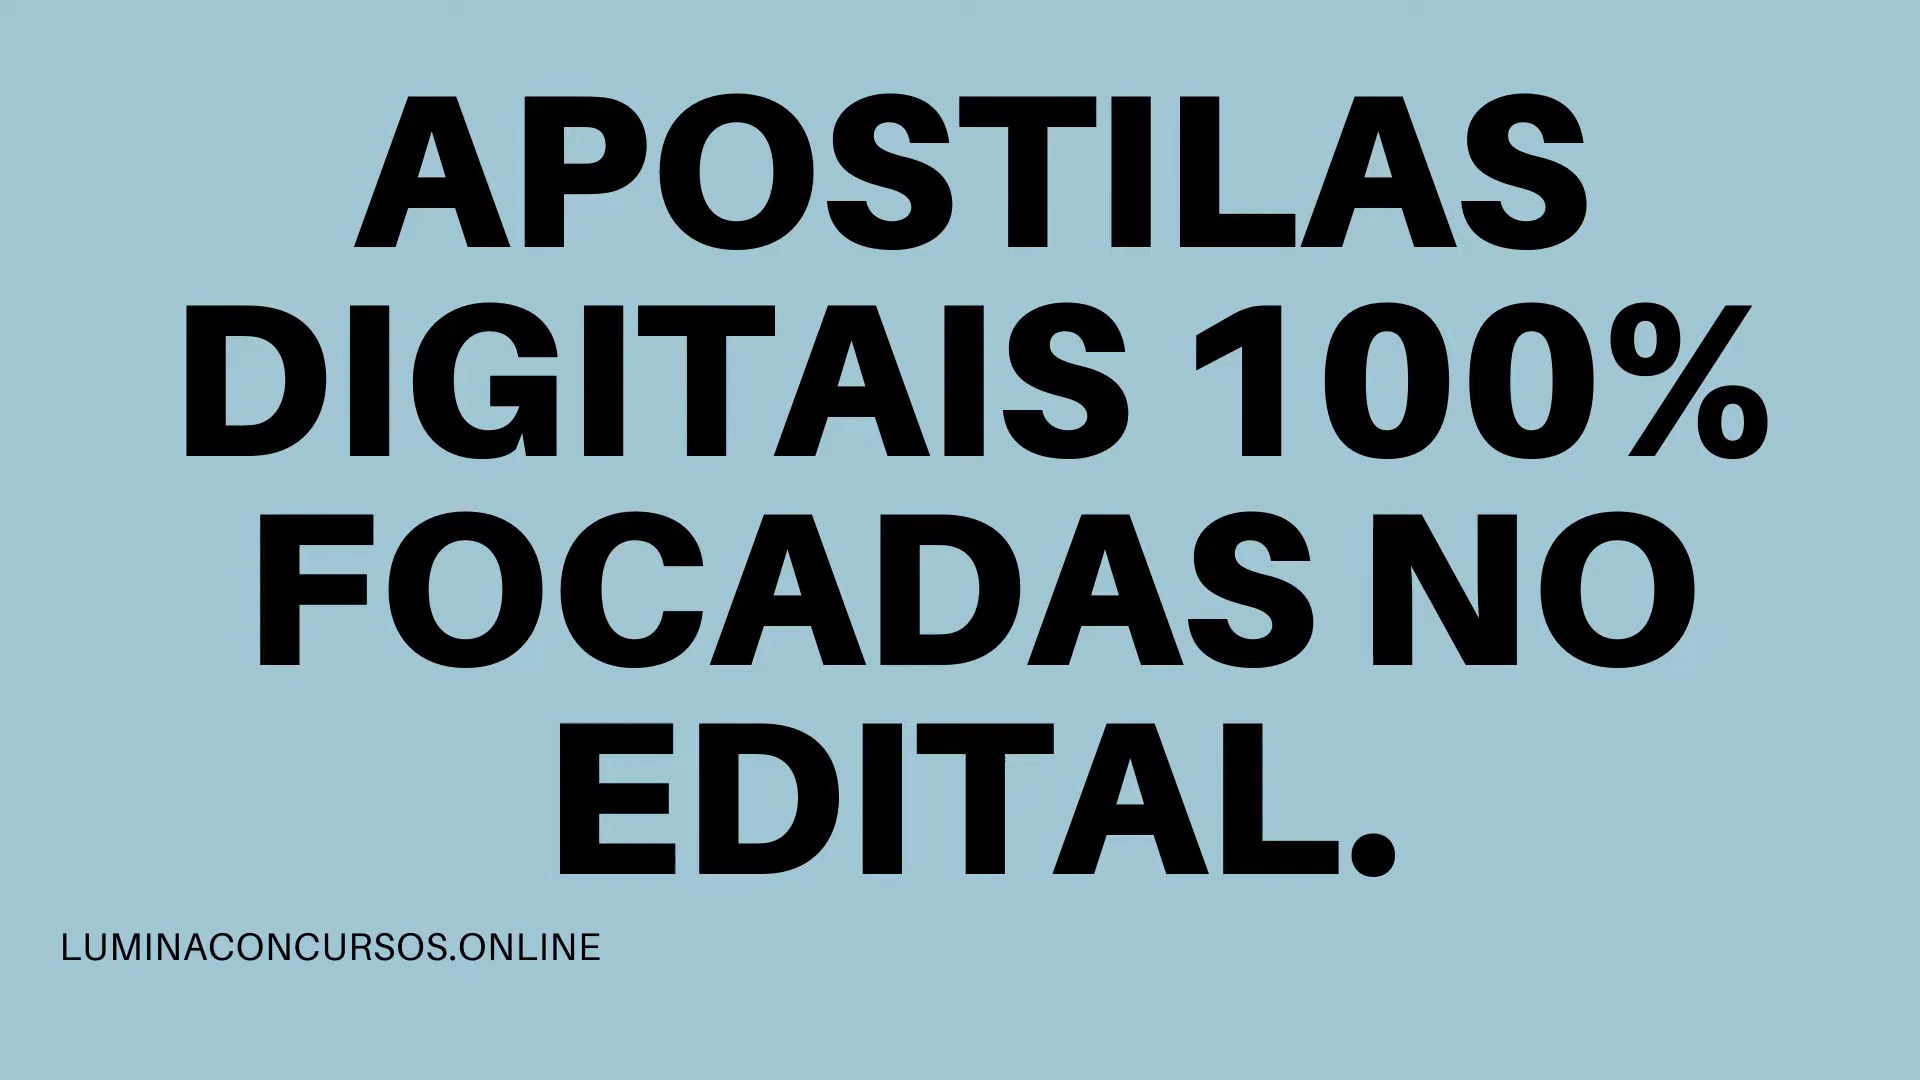 APOSTILAS
DIGITAIS 100%
FOCADAS NO
EDITAL.
LUMINACONCURSOS.ONLINE